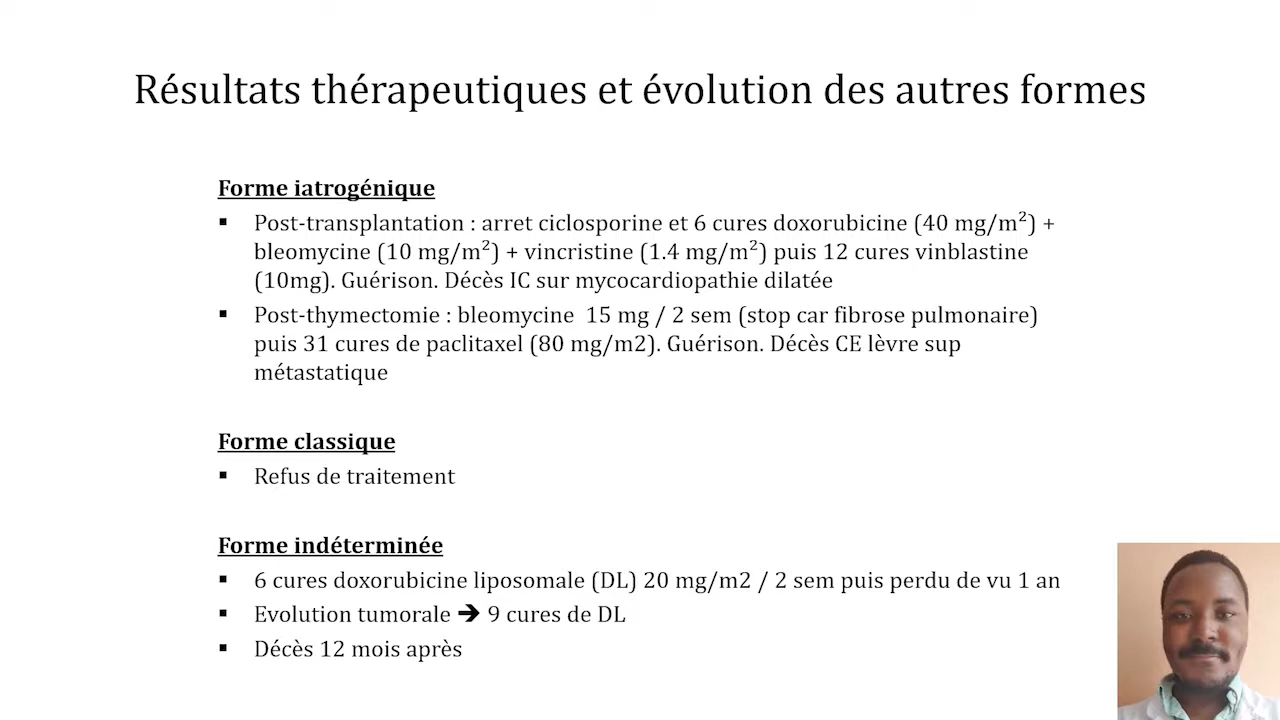 Résultats thérapeutiques et évolution des autres formes
Forme iatrogénique
▪ Post-transplantation : arret ciclosporine et 6 cures doxorubicine (40 mg/m²) +
bleomycine (10 mg/m²) + vincristine (1.4 mg/m²) puis 12 cures vinblastine
(10mg). Guérison. Décès IC sur mycocardiopathie dilatée
▪ Post-thymectomie : bleomycine 15 mg / 2 sem (stop car fibrose pulmonaire)
puis 31 cures de paclitaxel (80 mg/m2). Guérison. Décès CE lèvre sup
métastatique
Forme classique
▪ Refus de traitement
Forme indéterminée
▪ 6 cures doxorubicine liposomale (DL) 20 mg/m2 / 2 sem puis perdu de vu 1 an
▪ Evolution tumorale ➔ 9 cures de DL
▪ Décès 12 mois après